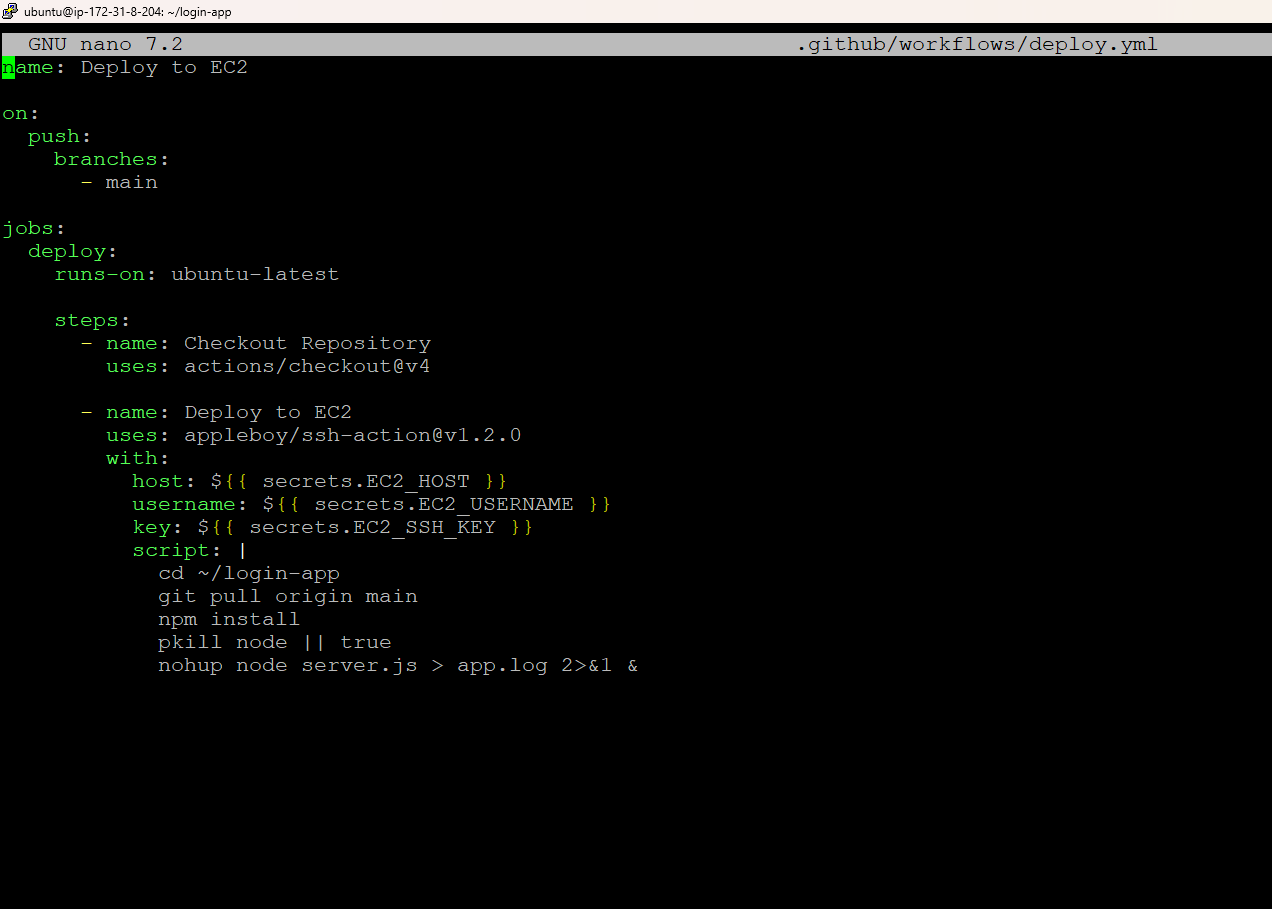 ubuntu@ip-172-31-8-204: ~/login-app
GNU nano 7.2 .github/workflows/deploy.yml
name: Deploy to EC2
on:
push:
branches:
- main
jobs:
deploy:
runs-on: ubuntu-latest
steps:
- name: Checkout Repository
uses: actions/checkout@v4
- name: Deploy to EC2
uses: appleboy/ssh-action@v1.2.0
with:
host: ${{ secrets.EC2_HOST }}
username: ${{ secrets.EC2_USERNAME }}
key: ${{ secrets.EC2_SSH_KEY }}
script: |
cd ~/login-app
git pull origin main
npm install
pkill node || true
nohup node server.js > app.log 2>&1 &